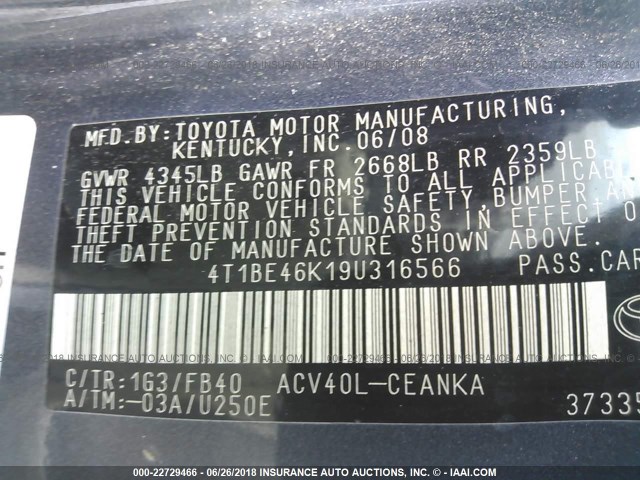 MFD. BY: TOYOTA MOTOR MANUFACTURING,
KENTUCKY, INC. 06/08
GVWR 4345LB GAWR FR 2668LB RR 2359LB
THIS VEHICLE CONFORMS TO ALL APPLICABL
FEDERAL MOTOR VEHICLE SAFETY, BUMPER, AN
THEFT PREVENTION STANDARDS IN EFFECT O
THE DATE OF MANUFACTURE SHOWN ABOVE.
4T1BE46K19U316566 PASS. CAR
C/TR: 1G3/FB40 ACV40L-CEANKA
A/TM: -03A/U250E 37335
000-22729466 - 06/26/2018 INSURANCE AUTO AUCTIONS, INC. © - IAAI.COM